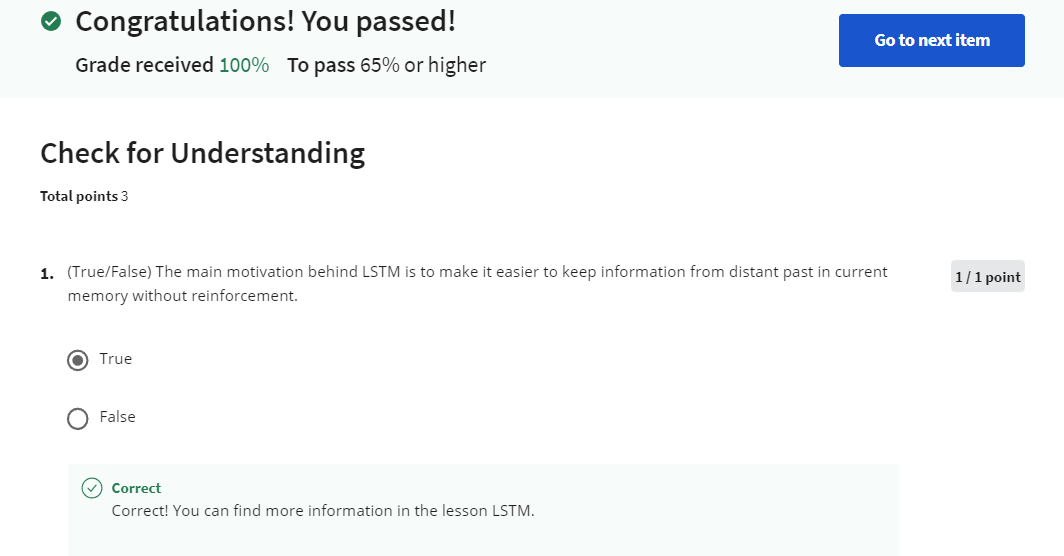 Congratulations! You passed!
Go to next item
Grade received 100% To pass 65% or higher
Check for Understanding
Total points 3
1. (True/False) The main motivation behind LSTM is to make it easier to keep information from distant past in current
memory without reinforcement.
1 / 1 point
True
False
Correct
Correct! You can find more information in the lesson LSTM.